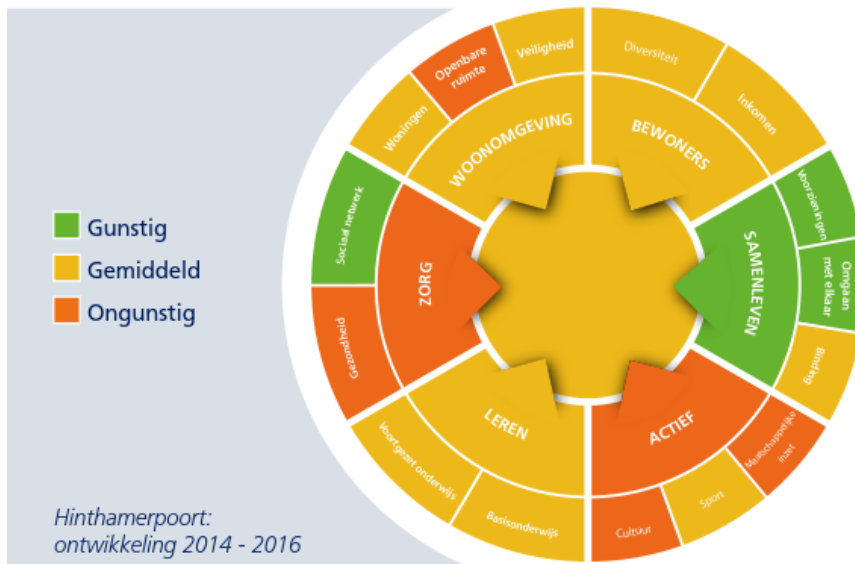 Gunstig
Gemiddeld
Ongunstig
Hinthamerpoort:
ontwikkeling 2014 - 2016
WOONOMGEVING
Woningen
Openbare
ruimte
Veiligheid
BEWONERS
Diversiteit
Inkomen
SAMENLEVEN
Voorzieningen
Omgaan
met elkaar
Binding
ACTIEF
Maatschappelijke
inzet
Sport
Cultuur
LEREN
Basisonderwijs
Voortgezet onderwijs
ZORG
Gezondheid
Sociaal netwerk